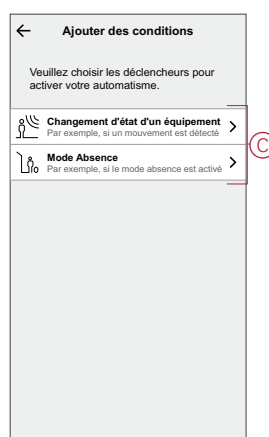 Ajouter des conditions
Veuillez choisir les déclencheurs pour
activer votre automatisme.
Changement d'état d'un équipement
Par exemple, si un mouvement est détecté
C
Mode Absence
Par exemple, si le mode absence est activé